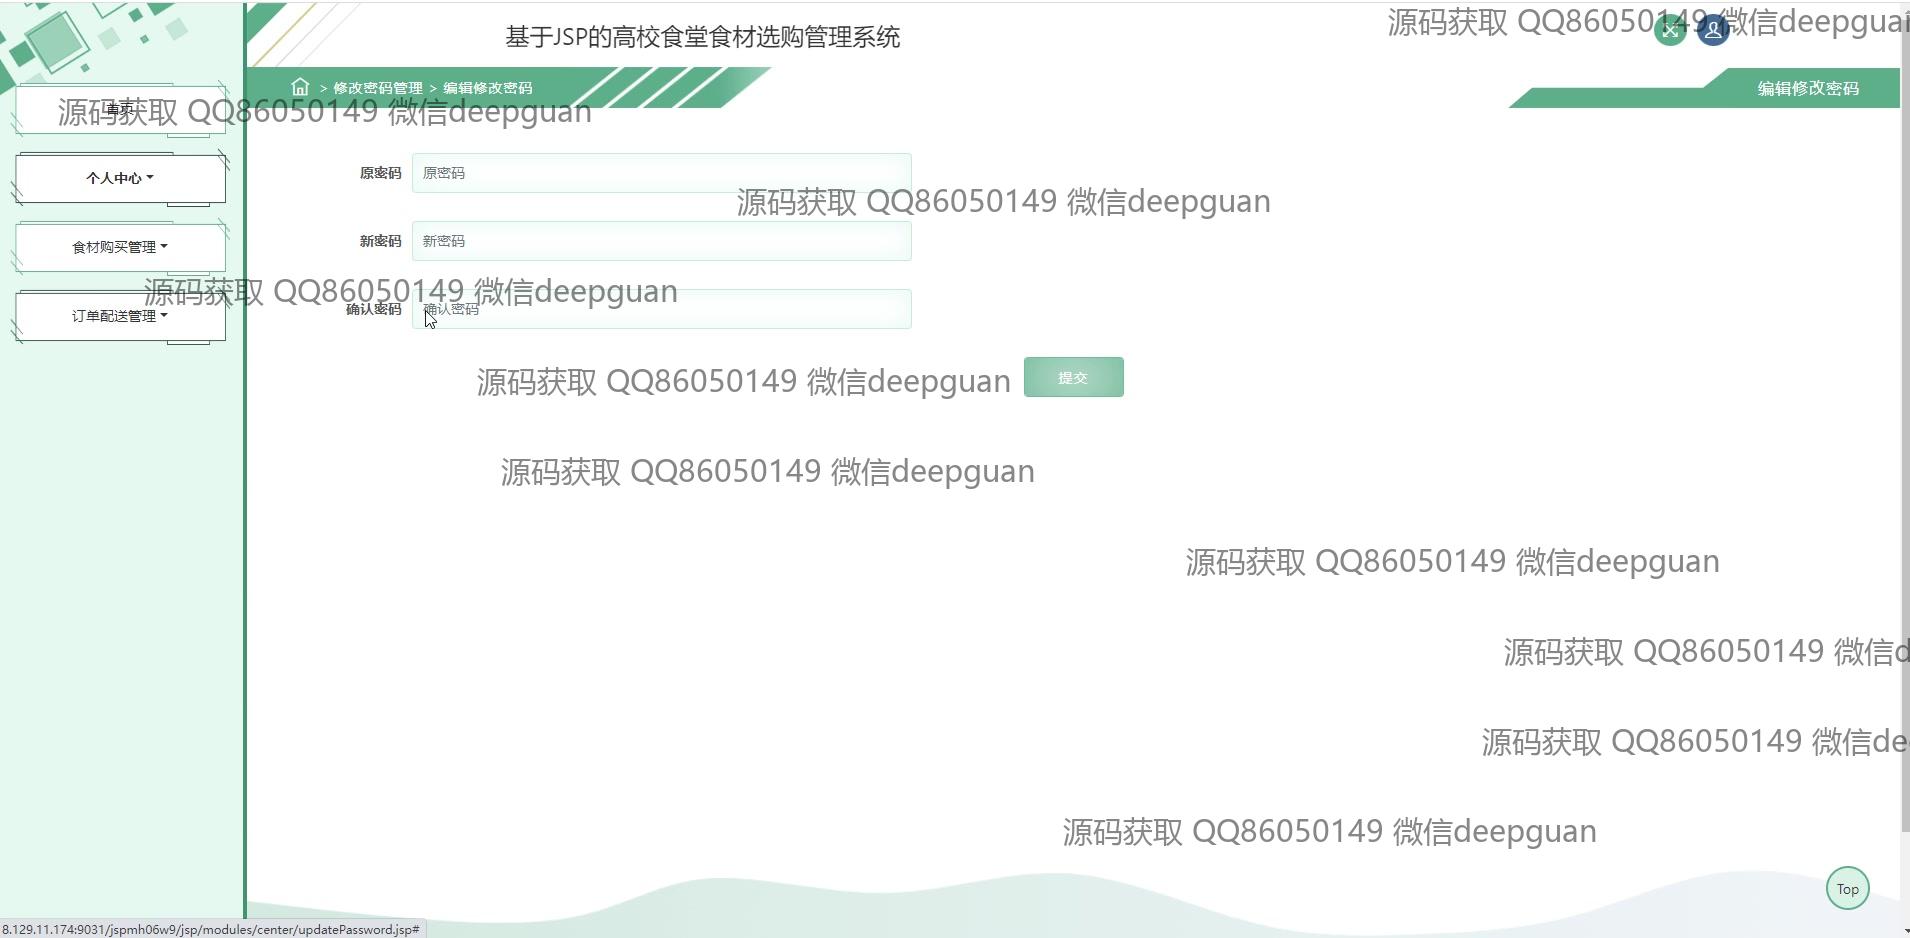 基于JSP的高校食堂食材选购管理系统
源码获取 QQ86050149 微信deepguan
> 修改密码管理 > 编辑修改密码
编辑修改密码
首页
源码获取 QQ86050149 微信deepguan
个人中心
原密码 原密码
源码获取 QQ86050149 微信deepguan
食材购买管理
新密码 新密码
源码获取 QQ86050149 微信deepguan
订单配送管理
确认密码 确认密码
源码获取 QQ86050149 微信deepguan
提交
源码获取 QQ86050149 微信deepguan
源码获取 QQ86050149 微信deepguan
源码获取 QQ86050149 微信d
源码获取 QQ86050149 微信de
源码获取 QQ86050149 微信deepguan
Top
8.129.11.174:9031/jspmh06w9/jsp/modules/center/updatePassword.jsp#